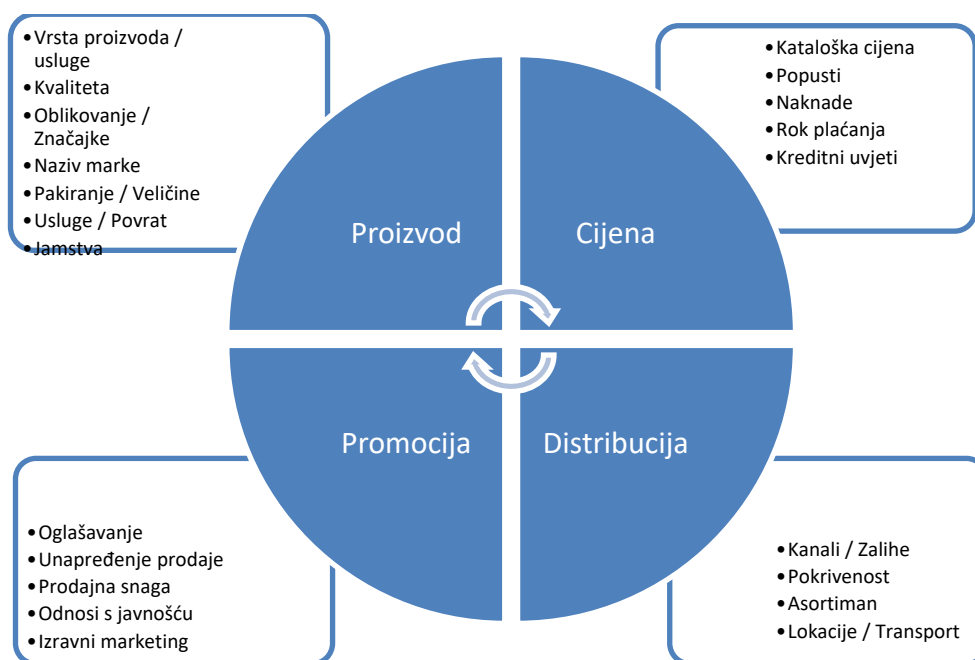 •Vrsta proizvoda /
usluge
•Kvaliteta
•Oblikovanje /
Značajke
•Naziv marke
•Pakiranje / Veličine
•Usluge / Povrat
•Jamstva
•Kataloška cijena
•Popusti
•Naknade
•Rok plaćanja
•Kreditni uvjeti
Proizvod
Cijena
Promocija
Distribucija
•Oglašavanje
•Unapređenje prodaje
•Prodajna snaga
•Odnosi s javnošću
•Izravni marketing
•Kanali / Zalihe
•Pokrivenost
•Asortiman
•Lokacije / Transport